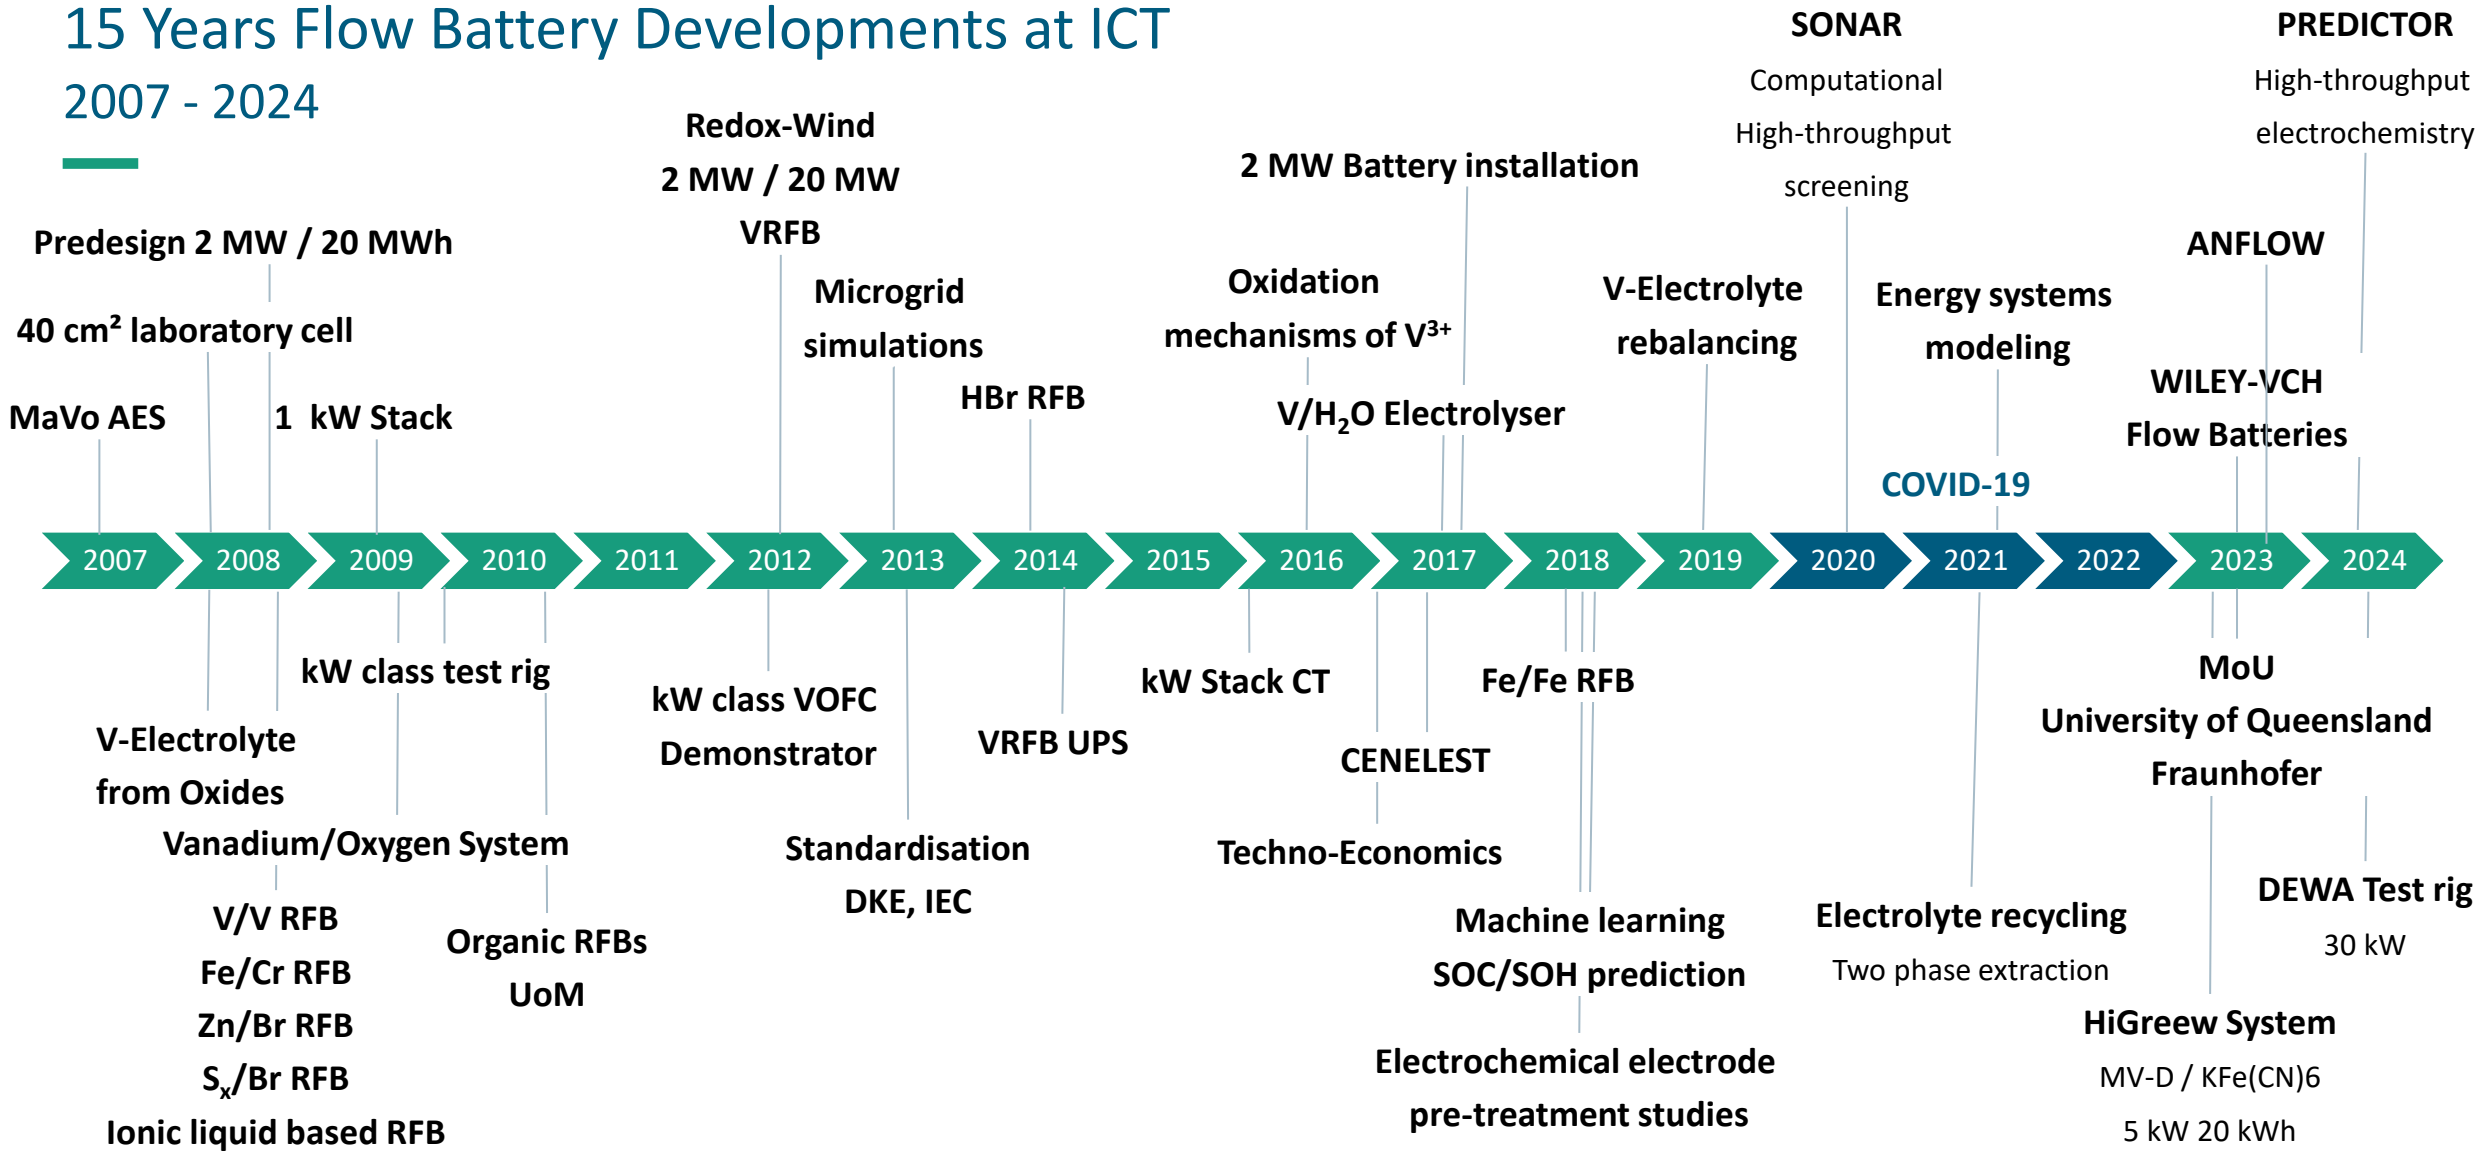 15 Years Flow Battery Developments at ICT
2007 - 2024
SONAR
Computational
High-throughput
screening
PREDICTOR
High-throughput
electrochemistry
Redox-Wind
2 MW / 20 MW
VRFB
2 MW Battery installation
Predesign 2 MW / 20 MWh
40 cm² laboratory cell
MaVo AES
1  kW Stack
Microgrid
simulations
HBr RFB
Oxidation
mechanisms of V³⁺
V/H₂O Electrolyser
V-Electrolyte
rebalancing
Energy systems
modeling
COVID-19
ANFLOW
WILEY-VCH
Flow Batteries
2007
2008
2009
2010
2011
2012
2013
2014
2015
2016
2017
2018
2019
2020
2021
2022
2023
2024
kW class test rig
V-Electrolyte
from Oxides
Vanadium/Oxygen System
V/V RFB
Fe/Cr RFB
Zn/Br RFB
Sₓ/Br RFB
Ionic liquid based RFB
Organic RFBs
UoM
kW class VOFC
Demonstrator
Standardisation
DKE, IEC
VRFB UPS
kW Stack CT
CENELEST
Techno-Economics
Fe/Fe RFB
Machine learning
SOC/SOH prediction
Electrochemical electrode
pre-treatment studies
Electrolyte recycling
Two phase extraction
MoU
University of Queensland
Fraunhofer
HiGreew System
MV-D / KFe(CN)6
5 kW 20 kWh
DEWA Test rig
30 kW